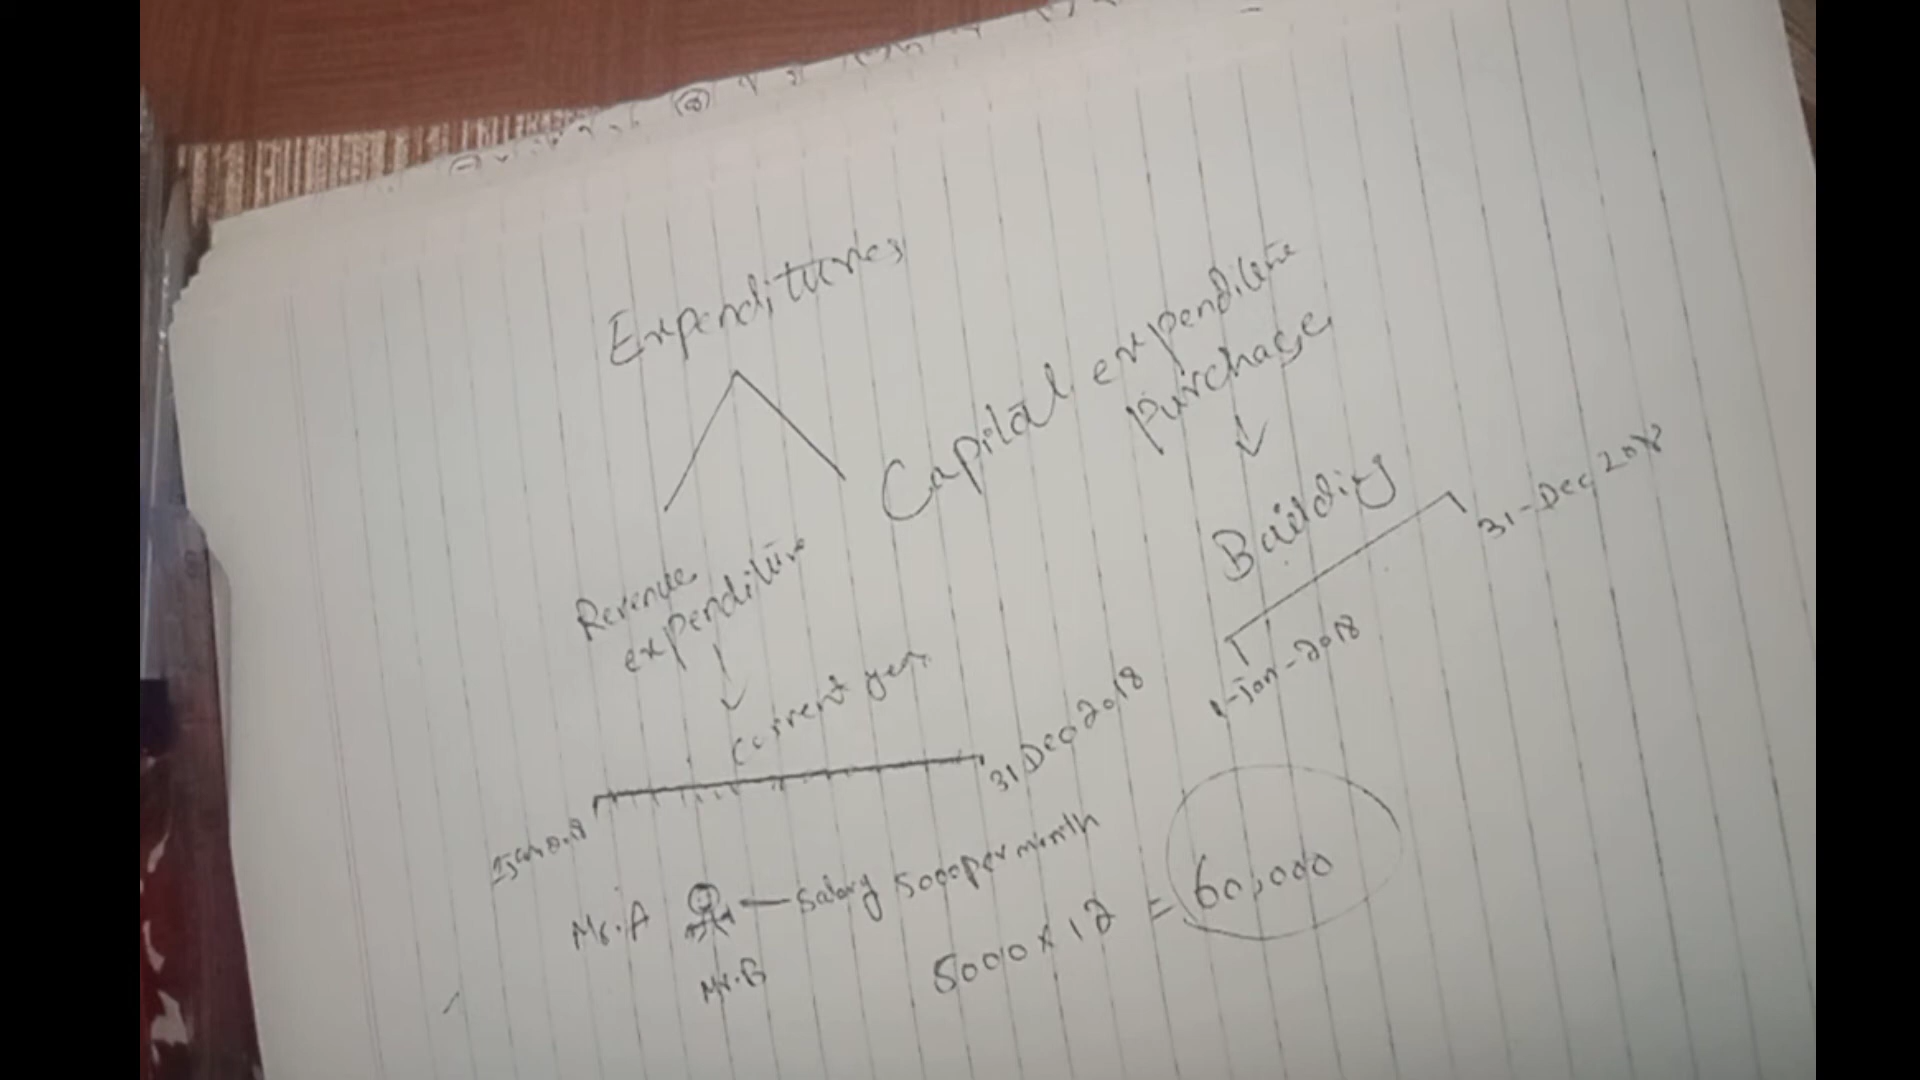 Expenditures
Revenue
expenditure
Current year
31 Dec 2018
Mr. A
Salary 5000 per month
Mr. B
5000 x 12 = 60,000
Capital expenditure
Purchase
Building
1-Jan-2018
31-Dec 2018